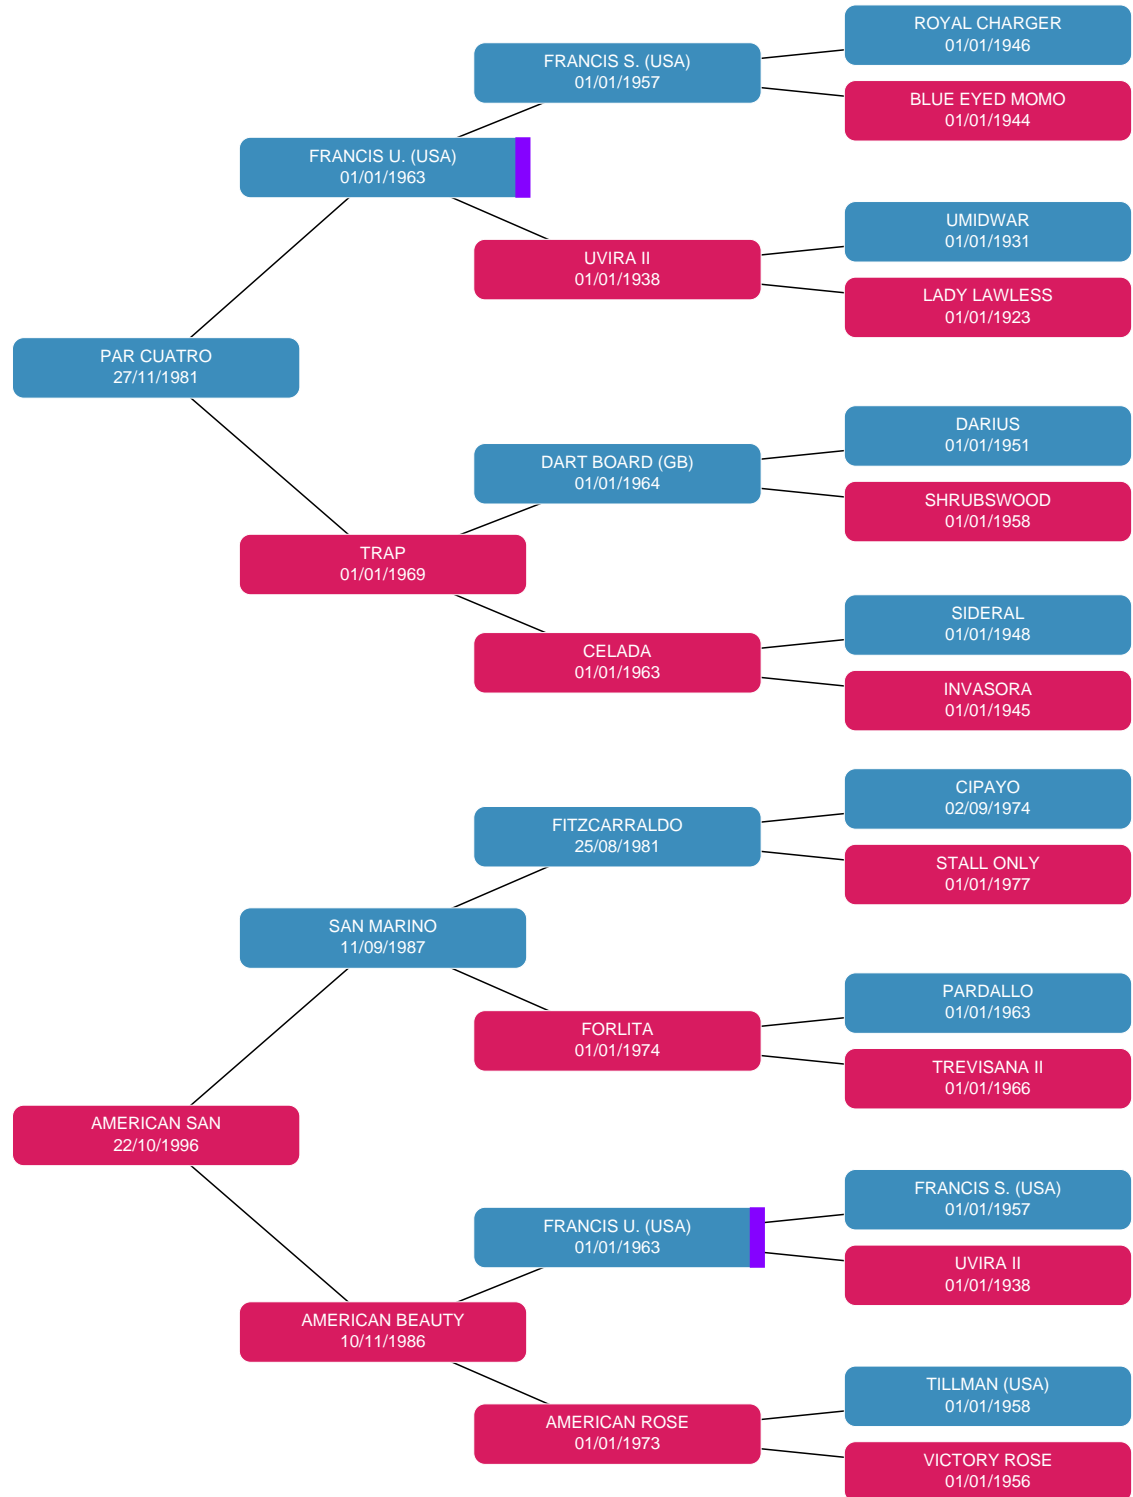 ROYAL CHARGER
01/01/1946
FRANCIS S. (USA)
01/01/1957
BLUE EYED MOMO
01/01/1944
FRANCIS U. (USA)
01/01/1963
UMIDWAR
01/01/1931
UVIRA II
01/01/1938
LADY LAWLESS
01/01/1923
PAR CUATRO
27/11/1981
DARIUS
01/01/1951
DART BOARD (GB)
01/01/1964
SHRUBSWOOD
01/01/1958
TRAP
01/01/1969
SIDERAL
01/01/1948
CELADA
01/01/1963
INVASORA
01/01/1945
CIPAYO
02/09/1974
FITZCARRALDO
25/08/1981
STALL ONLY
01/01/1977
SAN MARINO
11/09/1987
PARDALLO
01/01/1963
FORLITA
01/01/1974
TREVISANA II
01/01/1966
AMERICAN SAN
22/10/1996
FRANCIS S. (USA)
01/01/1957
FRANCIS U. (USA)
01/01/1963
UVIRA II
01/01/1938
AMERICAN BEAUTY
10/11/1986
TILLMAN (USA)
01/01/1958
AMERICAN ROSE
01/01/1973
VICTORY ROSE
01/01/1956